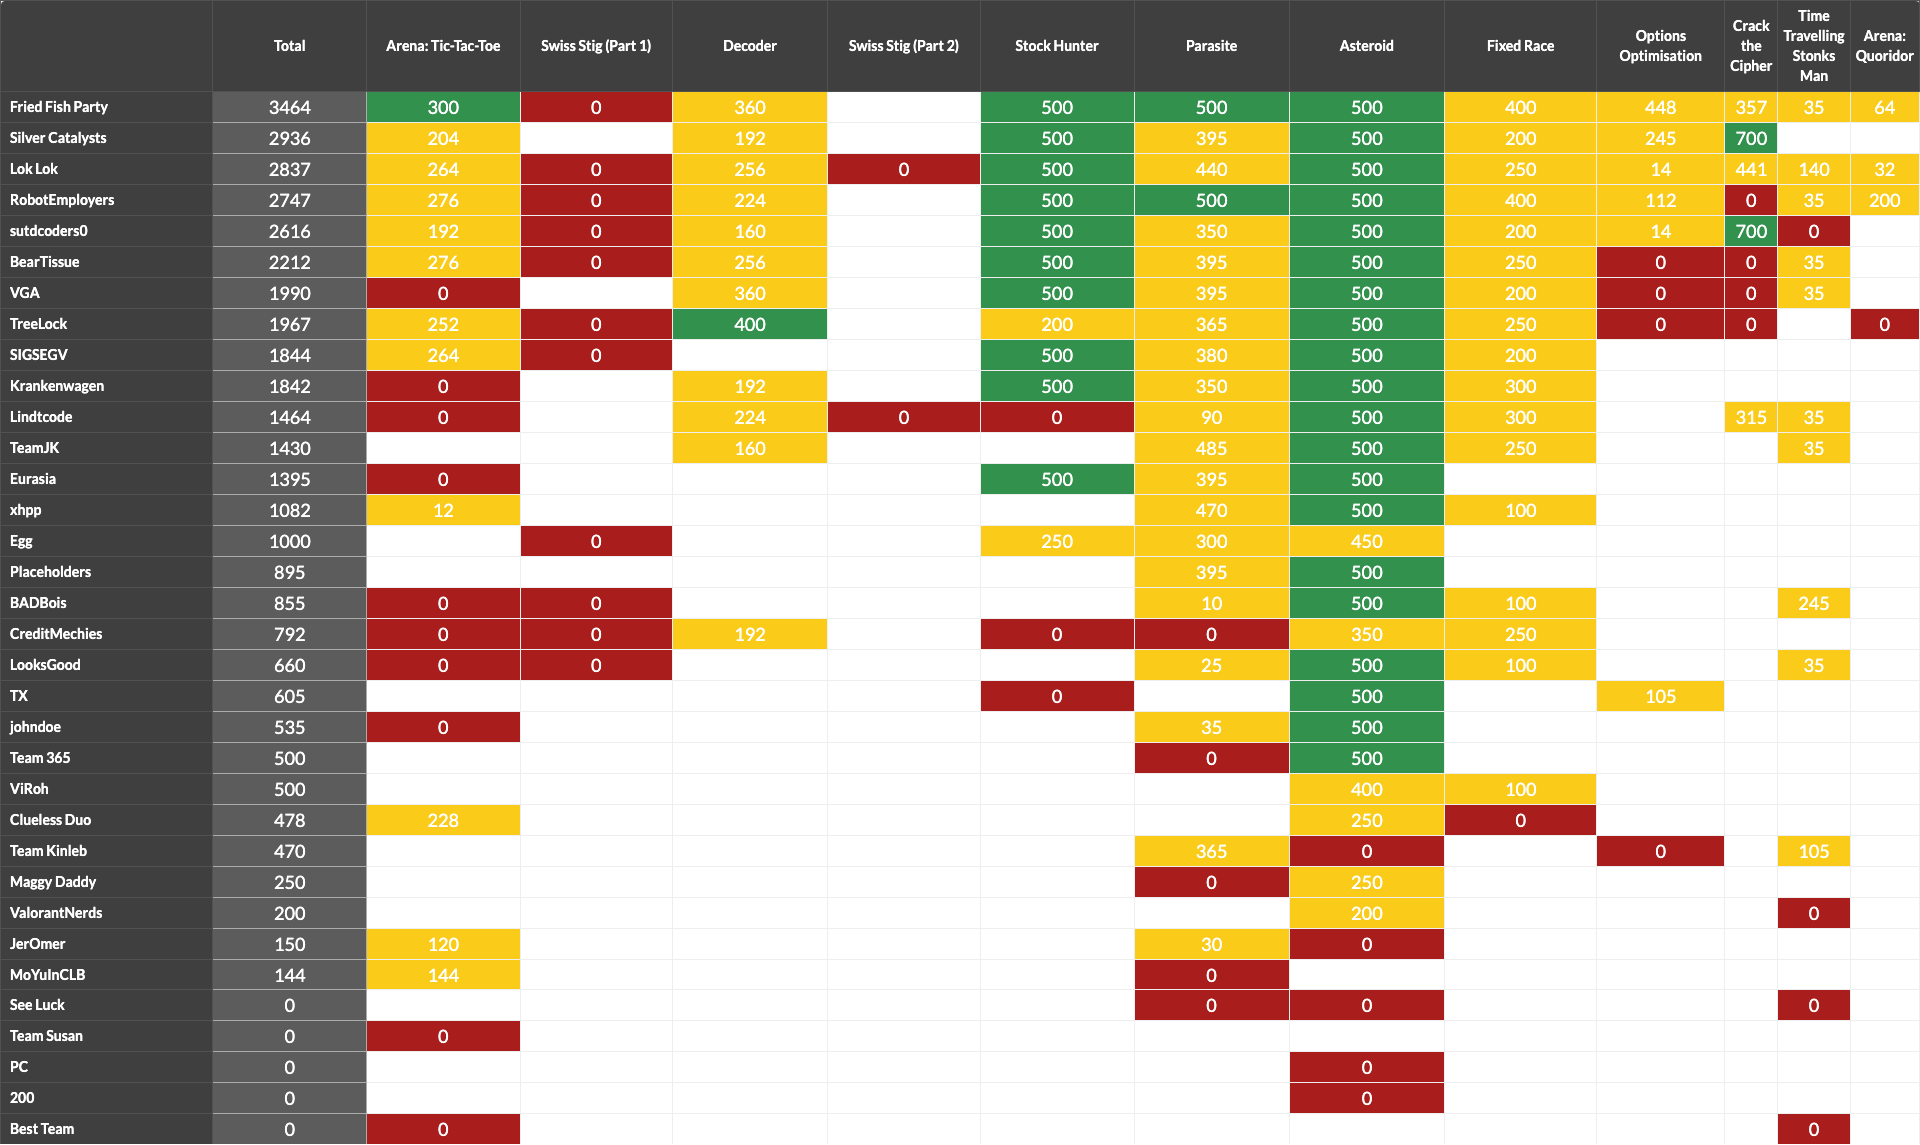 Total Arena: Tic-Tac-Toe Swiss Stig (Part 1) Decoder Swiss Stig (Part 2) Stock Hunter Parasite Asteroid Fixed Race Options Optimisation Crack the Cipher Time Travelling Stonks Man Arena: Quoridor
Fried Fish Party 3464 300 0 360 500 500 500 400 448 357 35 64
Silver Catalysts 2936 204 192 500 395 500 200 245 700
Lok Lok 2837 264 0 256 0 500 440 500 250 14 441 140 32
RobotEmployers 2747 276 0 224 500 500 500 400 112 0 35 200
sutdcoders0 2616 192 0 160 500 350 500 200 14 700 0
BearTissue 2212 276 0 256 500 395 500 250 0 0 35
VGA 1990 0 360 500 395 500 200 0 0 35
TreeLock 1967 252 0 400 200 365 500 250 0 0 0
SIGSEGV 1844 264 0 500 380 500 200
Krankenwagen 1842 0 192 500 350 500 300
Lindtcode 1464 0 224 0 0 90 500 300 315 35
TeamJK 1430 160 485 500 250 35
Eurasia 1395 0 500 395 500
xhpp 1082 12 470 500 100
Egg 1000 0 250 300 450
Placeholders 895 395 500
BADBois 855 0 0 10 500 100 245
CreditMechies 792 0 0 192 0 0 350 250
LooksGood 660 0 0 25 500 100 35
TX 605 0 500 105
johndoe 535 0 35 500
Team 365 500 0 500
ViRoh 500 400 100
Clueless Duo 478 228 250 0
Team Kinleb 470 365 0 0 105
Maggy Daddy 250 0 250
ValorantNerds 200 200 0
JerOmer 150 120 30 0
MoYuInCLB 144 144 0
See Luck 0 0 0 0
Team Susan 0 0
PC 0 0
200 0 0
Best Team 0 0 0